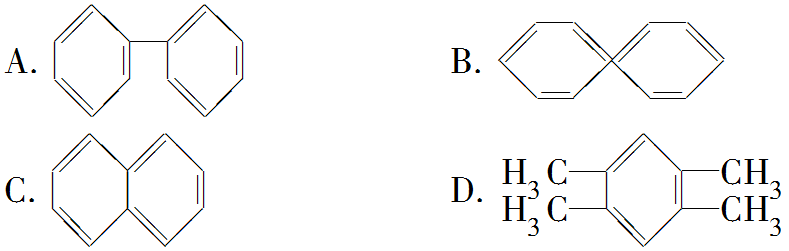 A.
B.
C.
D. H₃C CH₃
H₃C CH₃